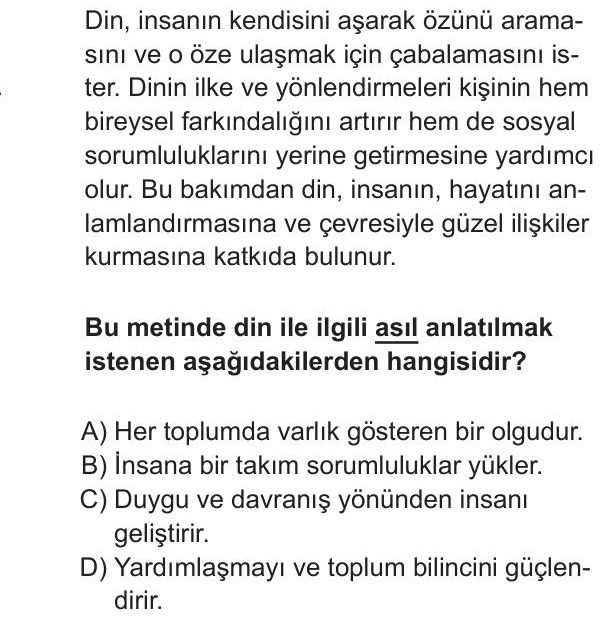 Din, insanın kendisini aşarak özünü arama-
sını ve o öze ulaşmak için çabalamasını is-
ter. Dinin ilke ve yönlendirmeleri kişinin hem
bireysel farkındalığını artırır hem de sosyal
sorumluluklarını yerine getirmesine yardımcı
olur. Bu bakımdan din, insanın, hayatını an-
lamlandırmasına ve çevresiyle güzel ilişkiler
kurmasına katkıda bulunur.
Bu metinde din ile ilgili asıl anlatılmak
istenen aşağıdakilerden hangisidir?
A) Her toplumda varlık gösteren bir olgudur.
B) İnsana bir takım sorumluluklar yükler.
C) Duygu ve davranış yönünden insanı
geliştirir.
D) Yardımlaşmayı ve toplum bilincini güçlen-
dirir.